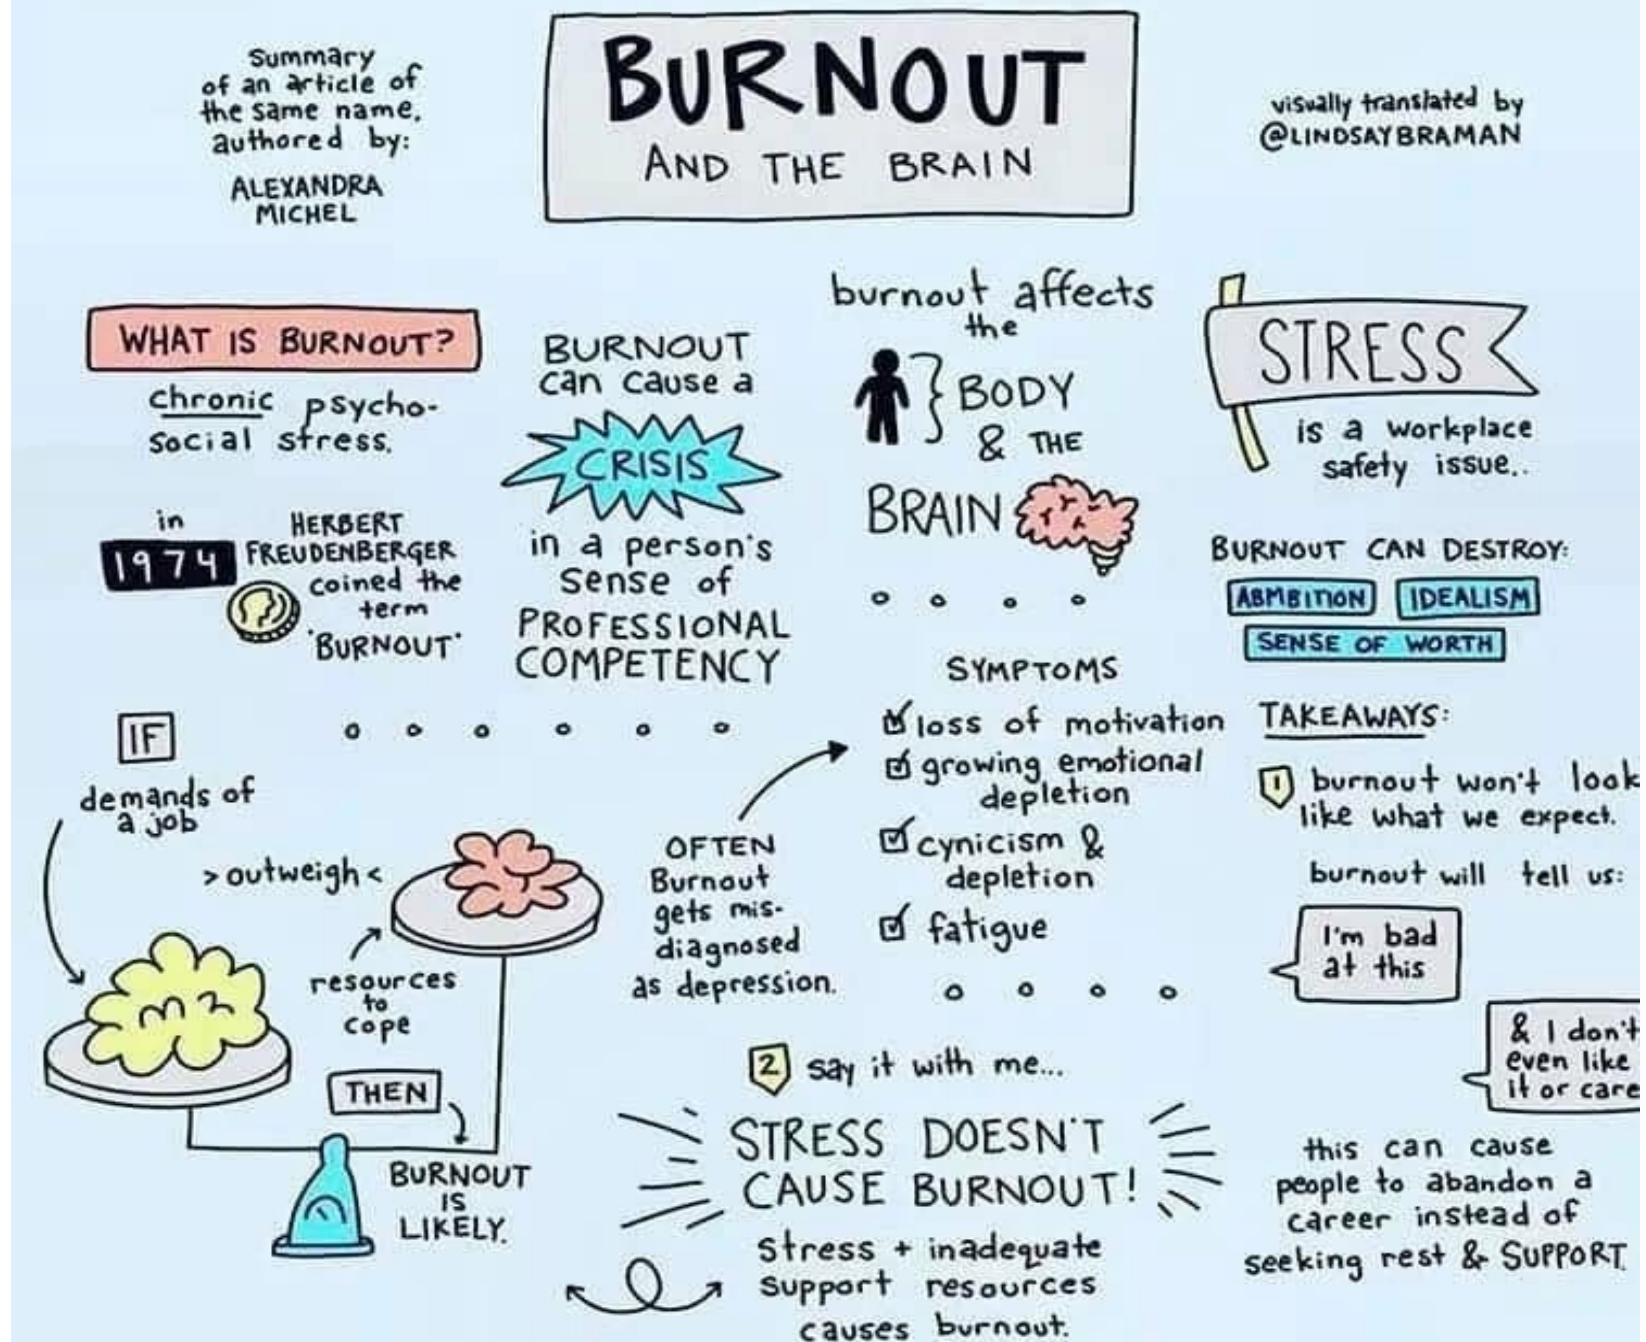 Summary
of an article of
the same name,
authored by:
ALEXANDRA
MICHEL
BURNOUT
AND THE BRAIN
visually translated by
@LINDSAYBRAMAN
WHAT IS BURNOUT?
chronic psycho-
social stress.
in
1974
HERBERT
FREUDENBERGER
coined the
term
'BURNOUT'
BURNOUT
can cause a
CRISIS
in a person's
sense of
PROFESSIONAL
COMPETENCY
burnout affects
the
BODY
& THE
BRAIN
STRESS
is a workplace
safety issue..
BURNOUT CAN DESTROY:
ABMBITION
IDEALISM
SENSE OF WORTH
IF
demands of
a job
> outweigh <
resources
to
cope
THEN
BURNOUT
IS
LIKELY.
OFTEN
Burnout
gets mis-
diagnosed
as depression.
SYMPTOMS
loss of motivation
growing emotional
depletion
cynicism &
depletion
fatigue
TAKEAWAYS:
1 burnout won't look
like what we expect.
burnout will tell us:
I'm bad
at this
& I don't
even like
it or care
this can cause
people to abandon a
career instead of
seeking rest & SUPPORT.
2 say it with me...
STRESS DOESN'T
CAUSE BURNOUT!
stress + inadequate
support resources
causes burnout.